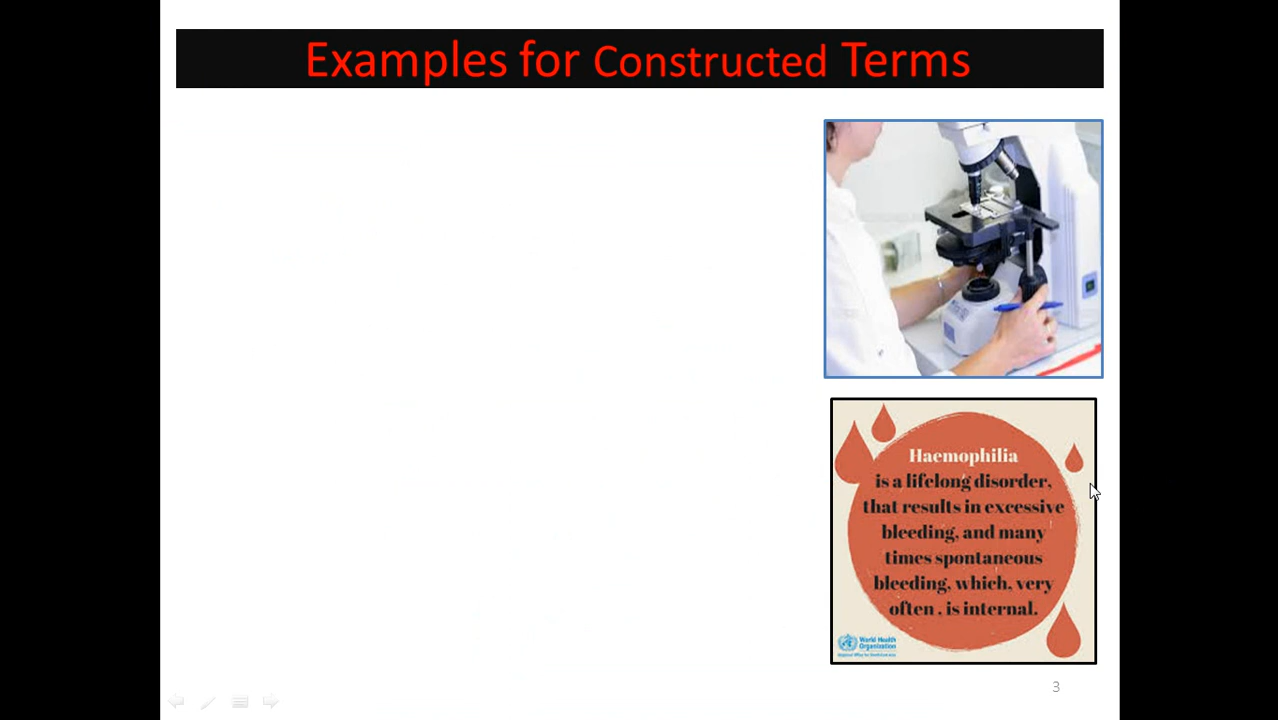 Examples for Constructed Terms
Haemophilia
is a lifelong disorder,
that results in excessive
bleeding, and many
times spontaneous
bleeding, which, very
often , is internal.
World Health
Organization
3